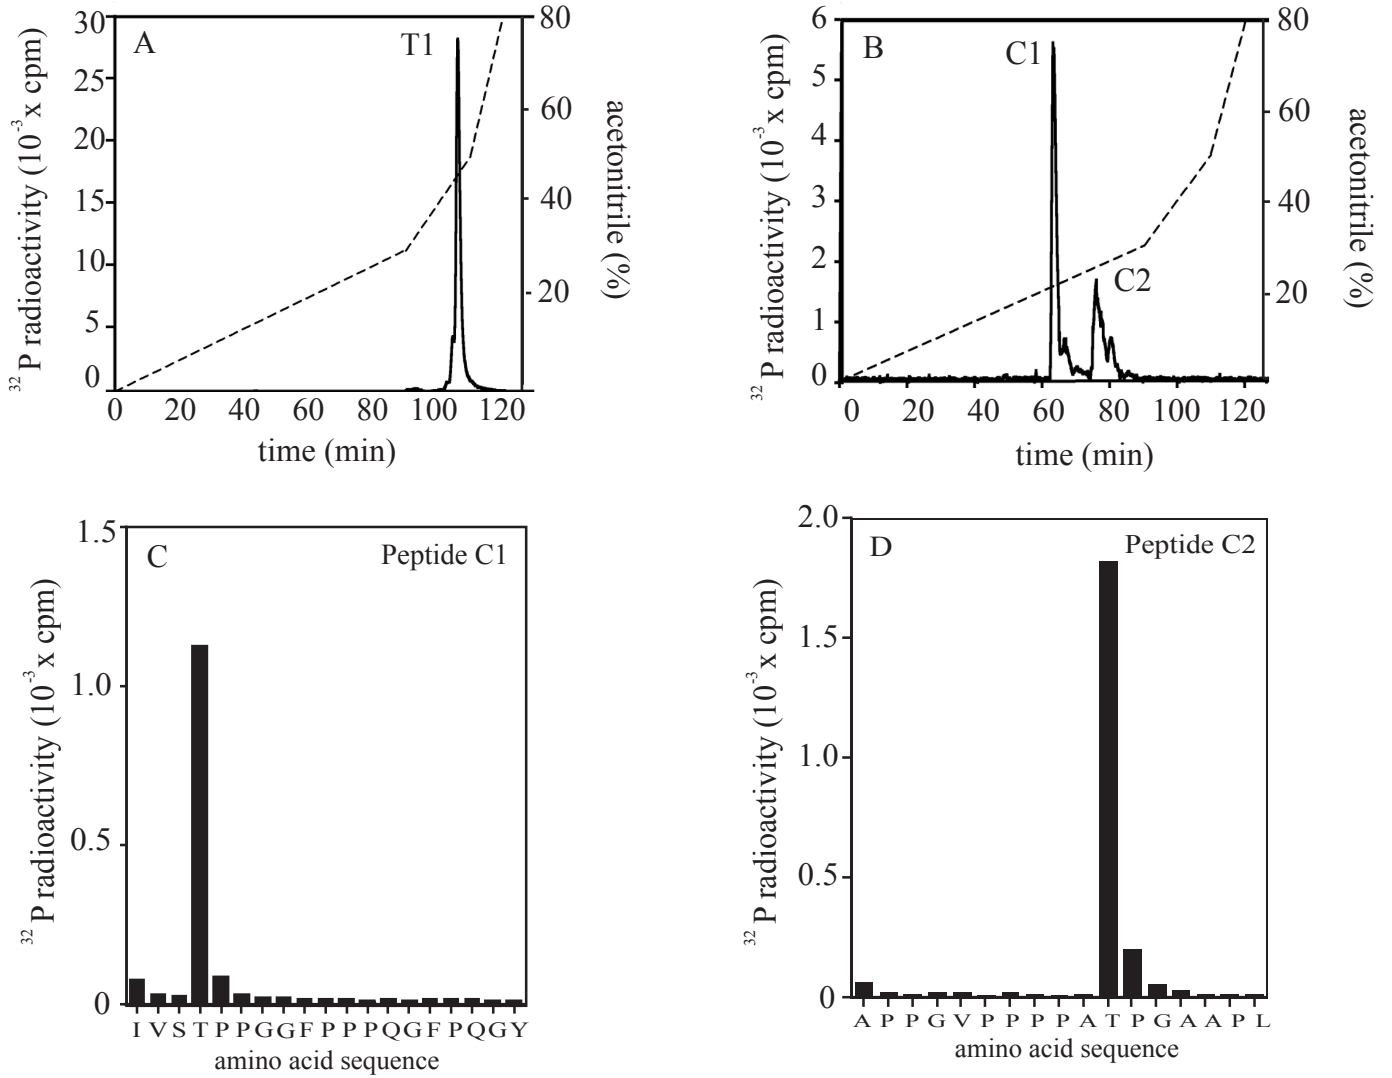 A
T1
30
25
20
15
10
5
0
80
60
40
20
0 20 40 60 80 100 120
time (min)
³²P radioactivity (10⁻³ x cpm)
acetonitrile (%)
B
C1
C2
6
5
4
3
2
1
0
80
60
40
20
0 20 40 60 80 100 120
time (min)
³²P radioactivity (10⁻³ x cpm)
acetonitrile (%)
C
Peptide C1
1.5
1.0
0.5
0
³²P radioactivity (10⁻³ x cpm)
I V S T P P G G F P P P Q G F P Q G Y
amino acid sequence
D
Peptide C2
2.0
1.5
1.0
0.5
0
³²P radioactivity (10⁻³ x cpm)
A P P G V P P P P A T P G A A P L
amino acid sequence